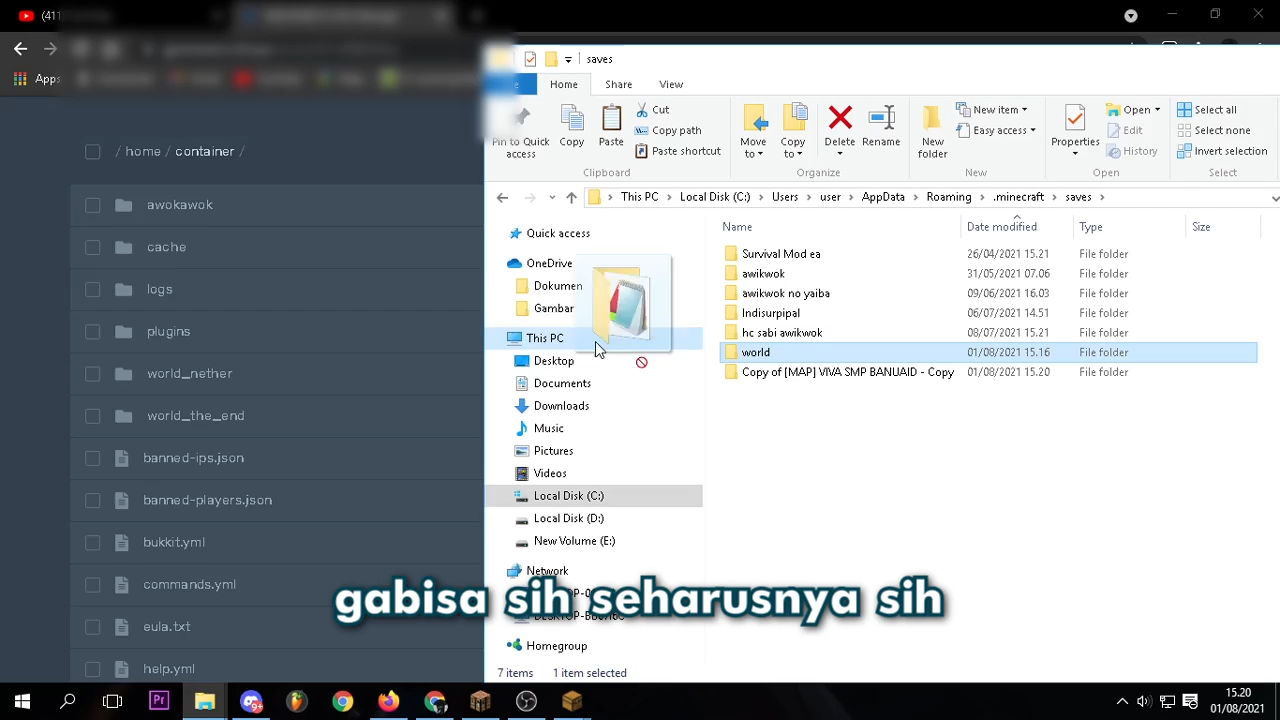 (411
Apps
/ home / container /
awokawok
cache
logs
plugins
world_nether
world_the_end
banned-ips.json
banned-players.json
bukkit.yml
commands.yml
eula.txt
help.yml
saves
Home Share View
Pin to Quick access
Copy
Paste
Cut
Copy path
Paste shortcut
Clipboard
Move to
Copy to
Delete
Rename
Organize
New folder
New item
Easy access
New
Properties
Open
Edit
History
Open
Select all
Select none
Invert selection
Select
This PC > Local Disk (C:) > Users > user > AppData > Roaming > .minecraft > saves >
Name Date modified Type Size
Survival Mod ea 26/04/2021 15.21 File folder
awikwok 31/05/2021 07.06 File folder
awikwok no yaiba 09/06/2021 16.03 File folder
Indisurpipal 06/07/2021 14.51 File folder
hc sabi awikwok 08/07/2021 15.21 File folder
world 01/08/2021 15.16 File folder
Copy of [MAP] VIVA SMP BANUAID - Copy 01/08/2021 15.20 File folder
Quick access
OneDrive
Dokumen
Gambar
This PC
Desktop
Documents
Downloads
Music
Pictures
Videos
Local Disk (C:)
Local Disk (D:)
New Volume (E:)
Network
Homegroup
7 items 1 item selected
gabisa sih seharusnya sih
Pr
9+
15.20
01/08/2021